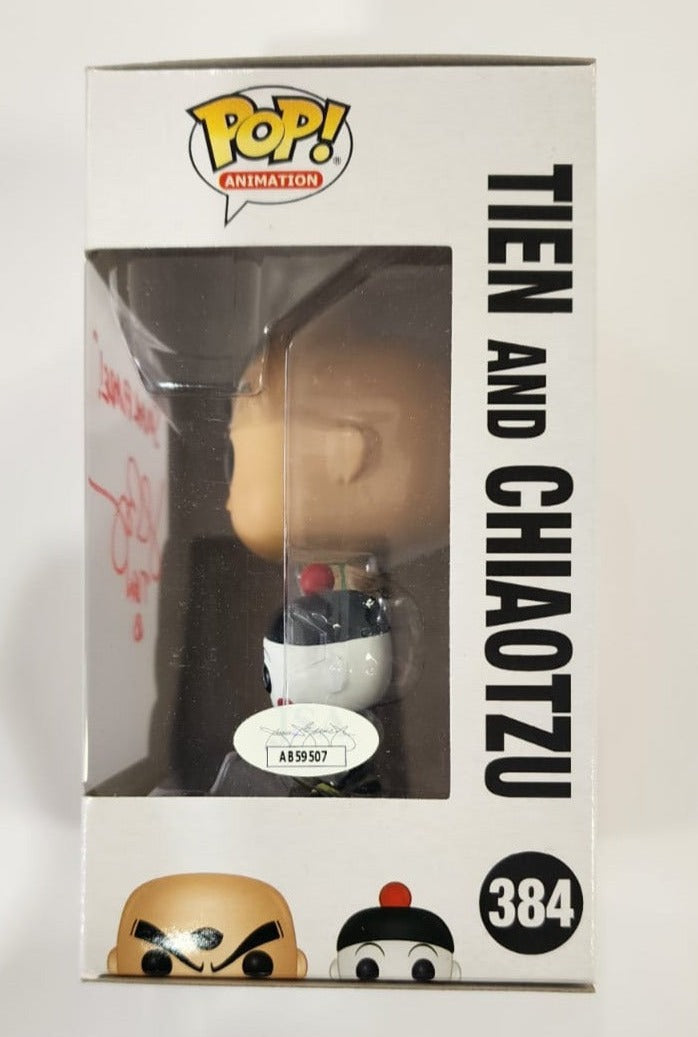 POP!
ANIMATION
TIEN AND CHIAOTZU
AB59507
384